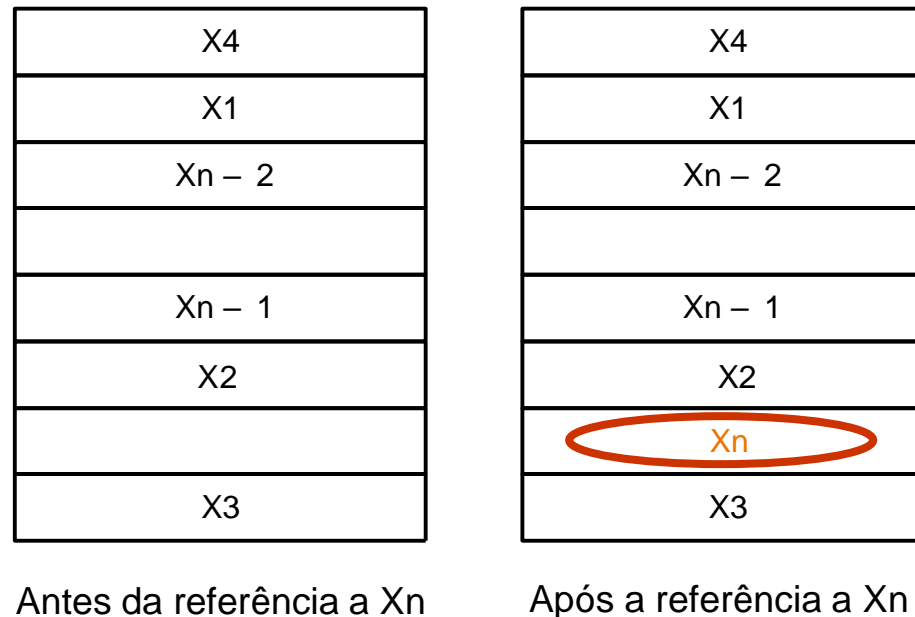 X4
X1
Xn – 2
Xn – 1
X2
X3
Antes da referência a Xn
X4
X1
Xn – 2
Xn – 1
X2
Xn
X3
Após a referência a Xn